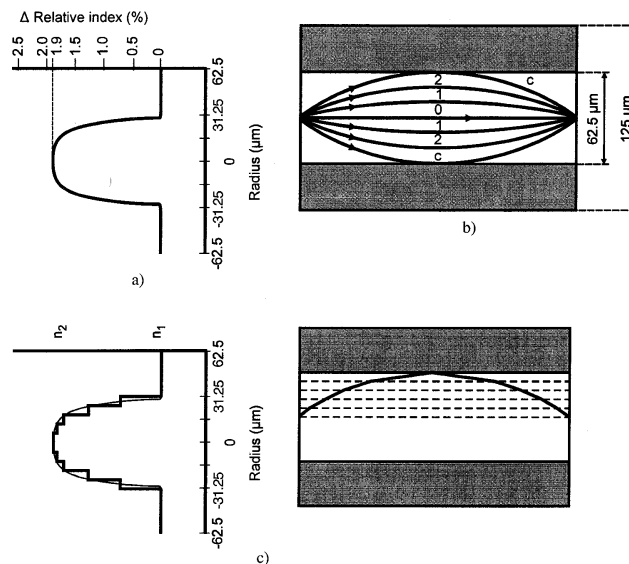 Δ Relative index (%)
2.5 2.0 1.9 1.5 1.0 0.5 0
62.5
31.25
0
-31.25
-62.5
Radius (μm)
a)
2
1
0
1
2
c
c
62.5 μm
125 μm
b)
n2
n1
62.5
31.25
0
-31.25
-62.5
Radius (μm)
c)